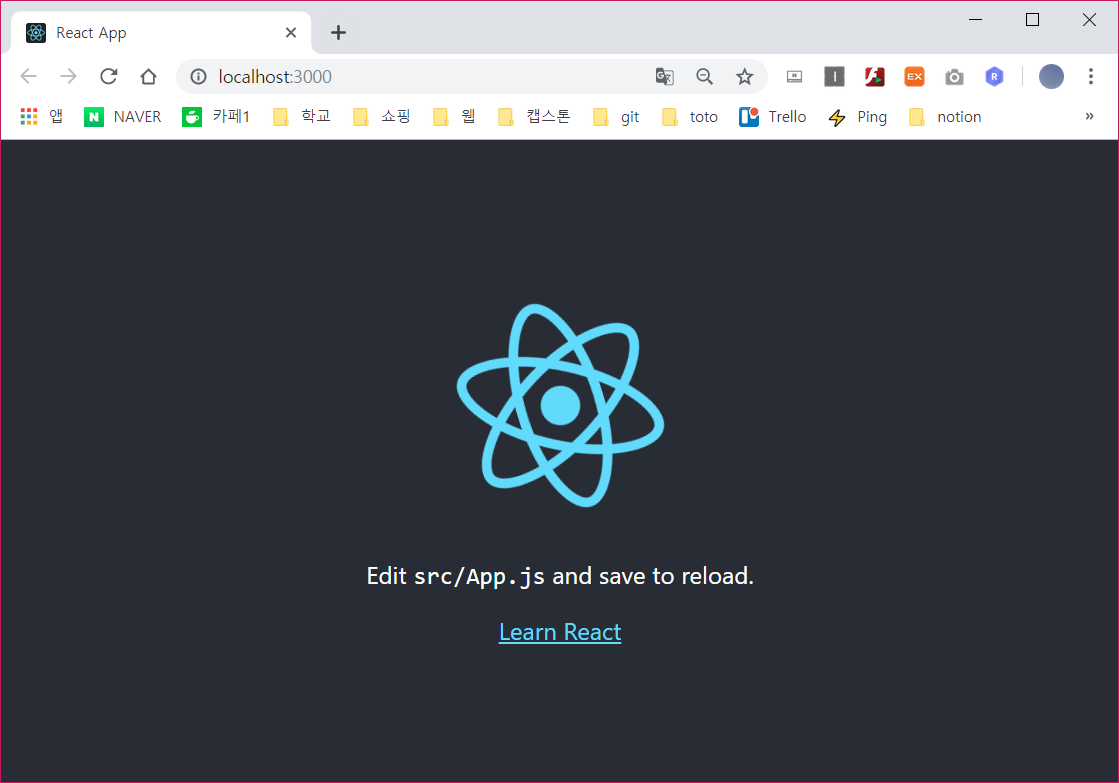 React App
localhost:3000
앱 NAVER 카페1 학교 쇼핑 웹 캡스톤 git toto Trello Ping notion »
Edit src/App.js and save to reload.
Learn React